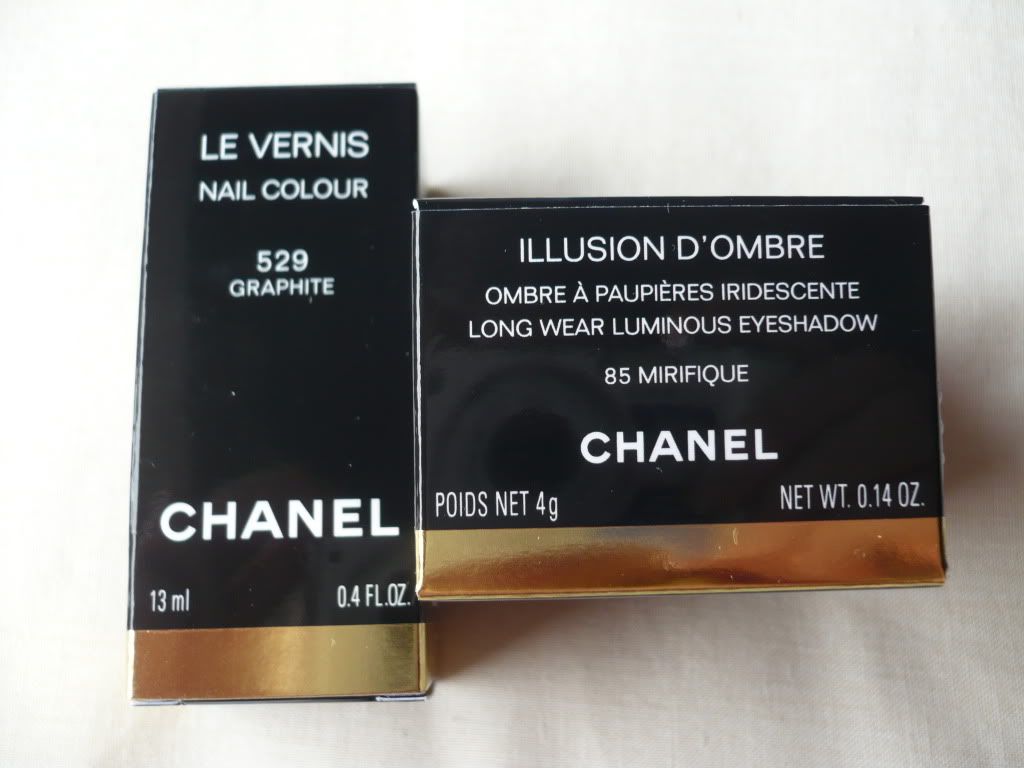 LE VERNIS
NAIL COLOUR
529
GRAPHITE
CHANEL
13 ml 0.4 FL.OZ.
ILLUSION D'OMBRE
OMBRE À PAUPIÈRES IRIDESCENTE
LONG WEAR LUMINOUS EYESHADOW
85 MIRIFIQUE
CHANEL
POIDS NET 4g NET WT. 0.14 OZ.